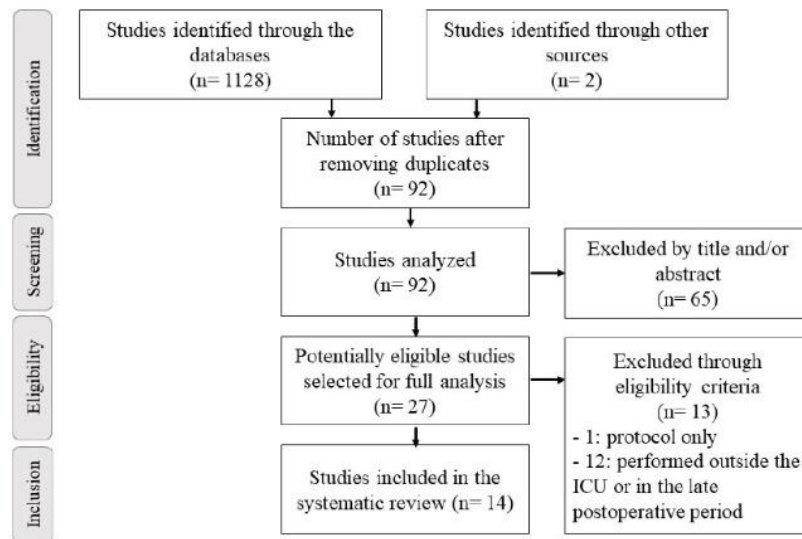 Identification
Studies identified through the
databases
(n= 1128)
Studies identified through other
sources
(n= 2)
Number of studies after
removing duplicates
(n= 92)
Screening
Studies analyzed
(n= 92)
Excluded by title and/or
abstract
(n= 65)
Eligibility
Potentially eligible studies
selected for full analysis
(n= 27)
Excluded through
eligibility criteria
(n= 13)
- 1: protocol only
- 12: performed outside the
ICU or in the late
postoperative period
Inclusion
Studies included in the
systematic review (n= 14)